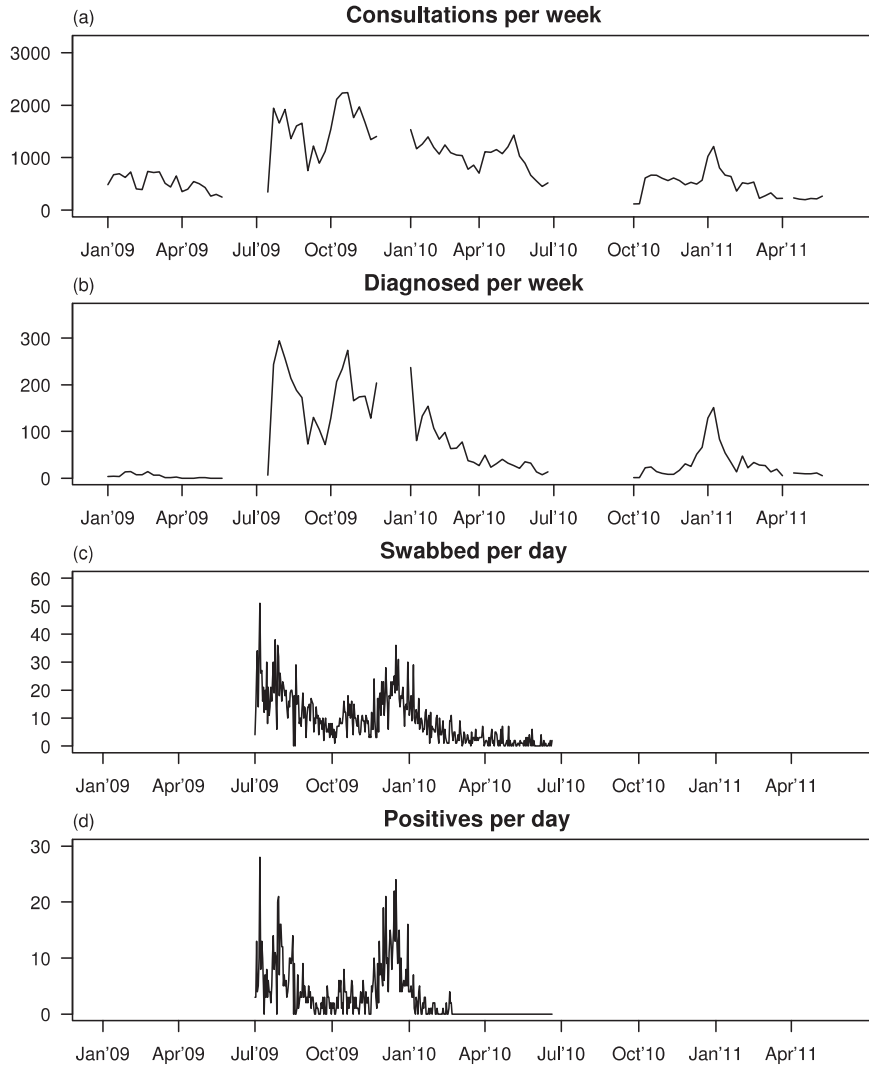 (a) Consultations per week
3000
2000
1000
0
Jan'09 Apr'09 Jul'09 Oct'09 Jan'10 Apr'10 Jul'10 Oct'10 Jan'11 Apr'11
(b) Diagnosed per week
300
200
100
0
Jan'09 Apr'09 Jul'09 Oct'09 Jan'10 Apr'10 Jul'10 Oct'10 Jan'11 Apr'11
(c) Swabbed per day
60
50
40
30
20
10
0
Jan'09 Apr'09 Jul'09 Oct'09 Jan'10 Apr'10 Jul'10 Oct'10 Jan'11 Apr'11
(d) Positives per day
30
20
10
0
Jan'09 Apr'09 Jul'09 Oct'09 Jan'10 Apr'10 Jul'10 Oct'10 Jan'11 Apr'11